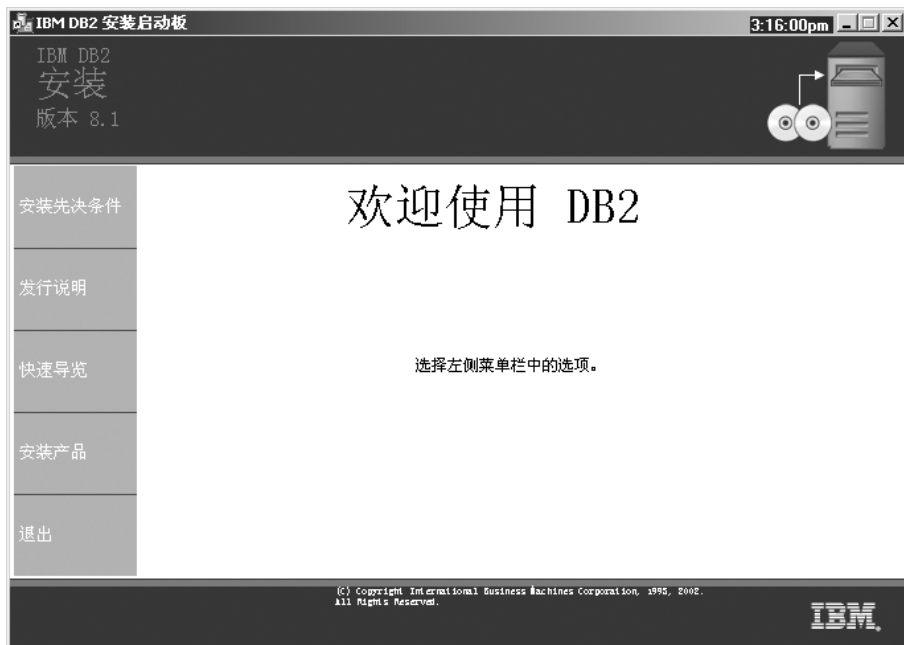 IBM DB2 安装启动板
3:16:00pm
IBM DB2
安装
版本 8.1
安装先决条件
发行说明
快速导览
安装产品
退出
欢迎使用 DB2
选择左侧菜单栏中的选项。
(C) Copyright International Business Machines Corporation, 1995, 2002.
All Rights Reserved.
IBM.